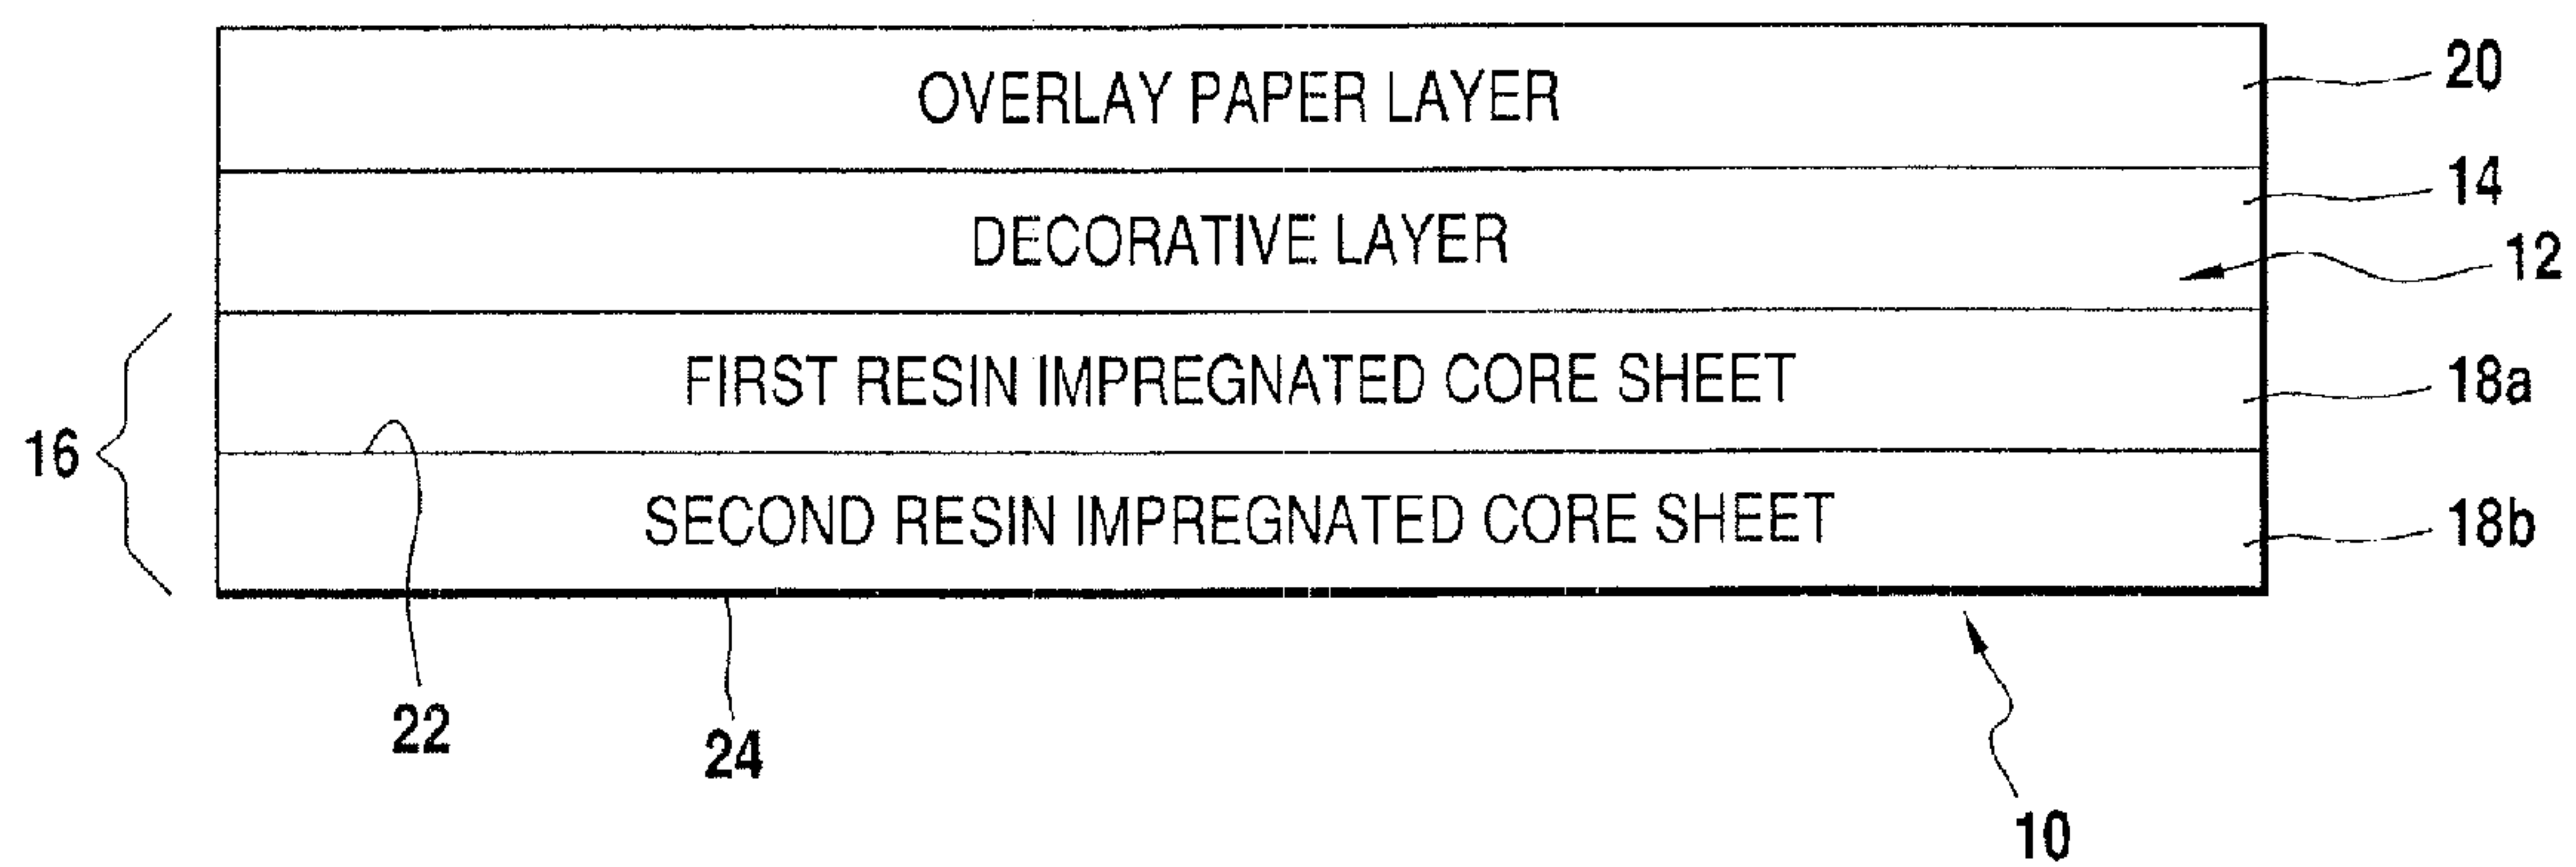 OVERLAY PAPER LAYER
20
14
DECORATIVE LAYER
12
FIRST RESIN IMPREGNATED CORE SHEET
18a
16
SECOND RESIN IMPREGNATED CORE SHEET
18b
22
24
10